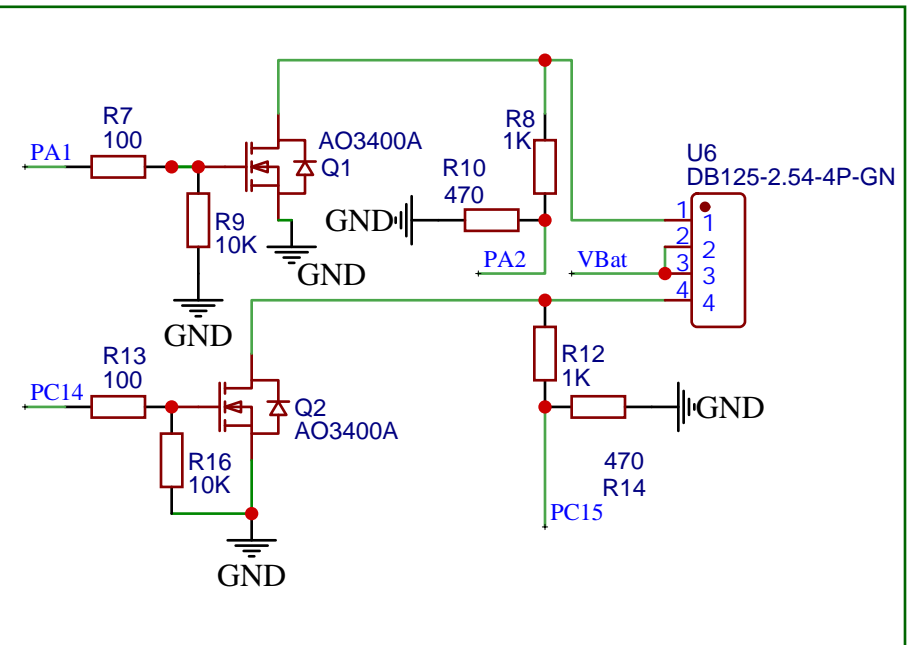 R7
100
PA1
AO3400A
Q1
R9
10K
GND
GND
R8
1K
R10
470
GND
PA2
VBat
U6
DB125-2.54-4P-GN
1
2
3
4
1
2
3
4
R13
100
PC14
Q2
AO3400A
R16
10K
GND
R12
1K
GND
470
R14
PC15